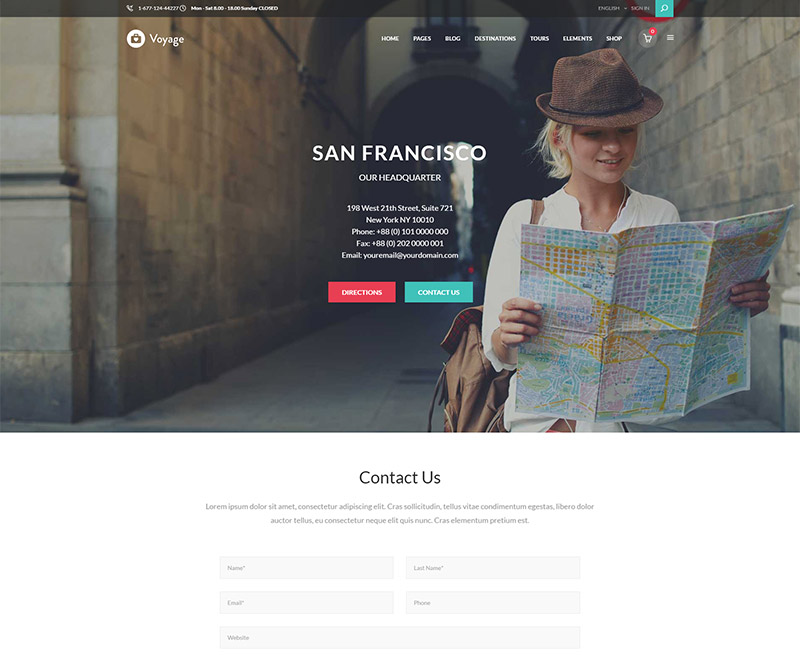 1-677-124-44227 Mon - Sat 8.00 - 18.00 Sunday CLOSED ENGLISH SIGN IN
Voyage HOME PAGES BLOG DESTINATIONS TOURS ELEMENTS SHOP 0
SAN FRANCISCO
OUR HEADQUARTER
198 West 21th Street, Suite 721
New York NY 10010
Phone: +88 (0) 101 0000 000
Fax: +88 (0) 202 0000 001
Email: youremail@yourdomain.com
DIRECTIONS CONTACT US
Contact Us
Lorem ipsum dolor sit amet, consectetur adipiscing elit. Cras sollicitudin, tellus vitae condimentum egestas, libero dolor
auctor tellus, eu consectetur neque elit quis nunc. Cras elementum pretium est.
Name* Last Name*
Email* Phone
Website